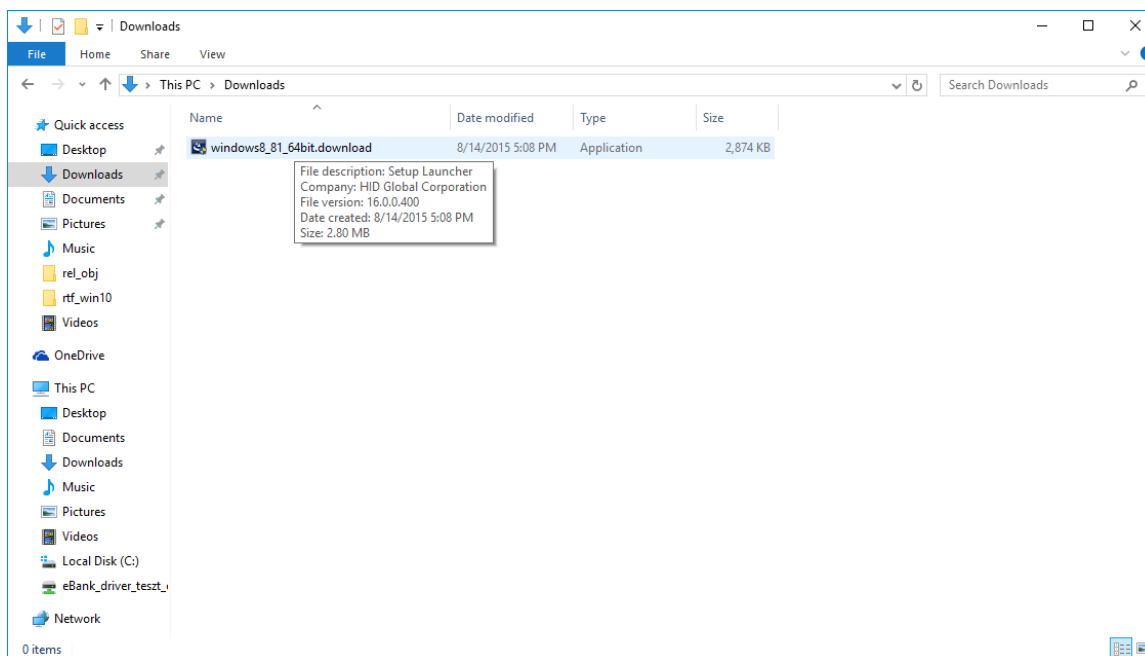 Downloads
File Home Share View
This PC Downloads Search Downloads
Name Date modified Type Size
windows8_81_64bit.download 8/14/2015 5:08 PM Application 2,874 KB
File description: Setup Launcher
Company: HID Global Corporation
File version: 16.0.0.400
Date created: 8/14/2015 5:08 PM
Size: 2.80 MB
Quick access
Desktop
Downloads
Documents
Pictures
Music
rel_obj
rtf_win10
Videos
OneDrive
This PC
Desktop
Documents
Downloads
Music
Pictures
Videos
Local Disk (C:)
eBank_driver_teszt_
Network
0 items